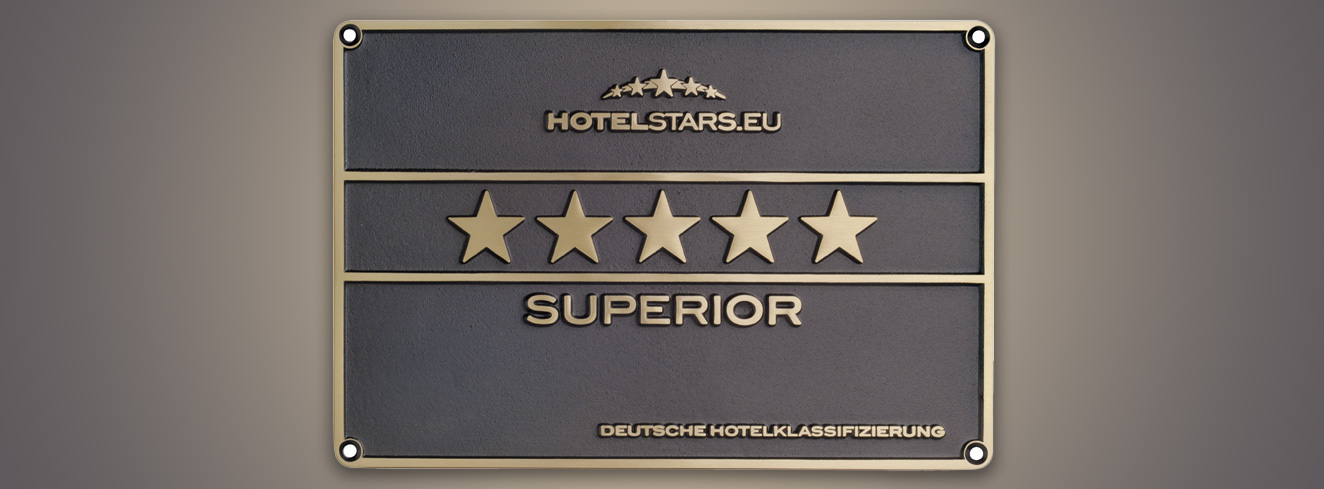 HOTELSTARS.EU
SUPERIOR
DEUTSCHE HOTELKLASSIFIZIERUNG